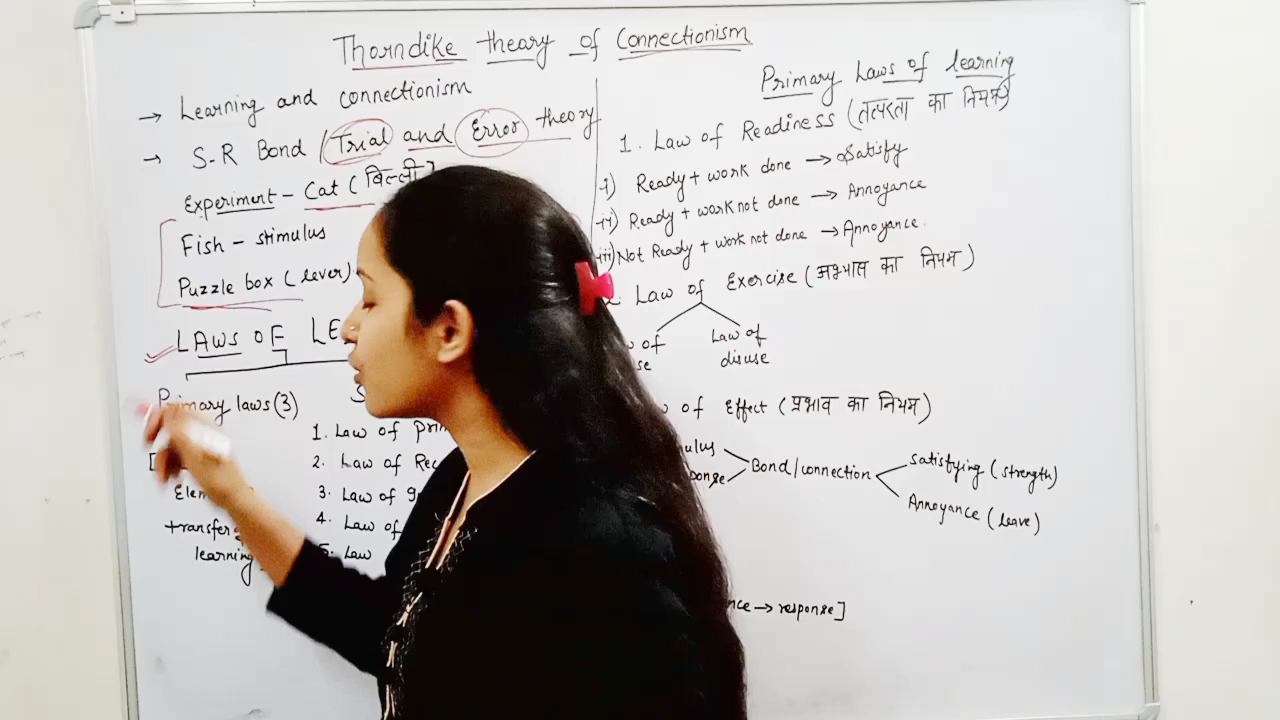 Thorndike theory of Connectionism
→ Learning and connectionism
→ S-R Bond / Trial and Error theory
Experiment - Cat (बिल्ली)
Fish - stimulus
Puzzle box (lever)
LAWS OF
Primary laws (3)
1. Law of
2. Law of
3. Law of
4. Law of
5. Law
transfer
learning
Primary Laws of learning
1. Law of Readiness (तत्परता का नियम)
i) Ready + work done → Satisfy
ii) Ready + work not done → Annoyance
iii) Not Ready + work not done → Annoyance.
Law of Exercise (अभ्यास का नियम)
of
Law of
disuse
of Effect (प्रभाव का नियम)
Bond/connection
Satisfying (strength)
Annoyance (leave)
→ response]